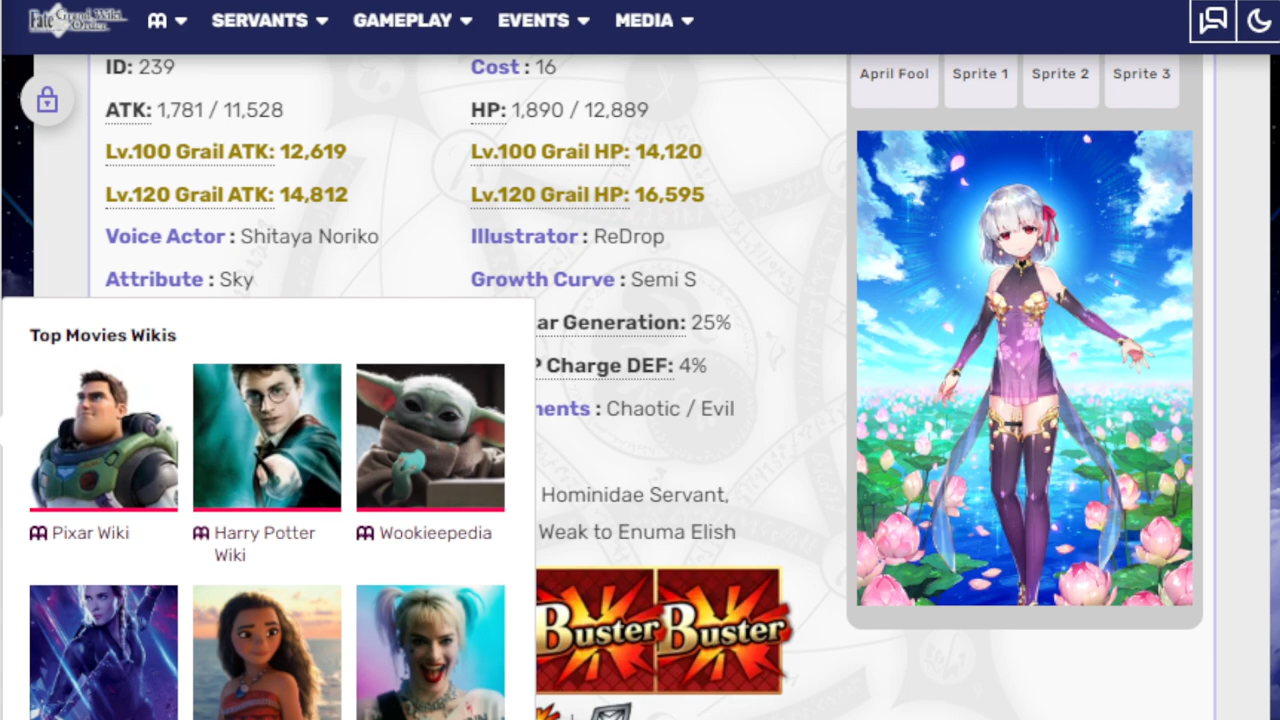 Fate Grand Wiki Order
SERVANTS GAMEPLAY EVENTS MEDIA
ID: 239 Cost : 16
ATK: 1,781 / 11,528 HP: 1,890 / 12,889
Lv.100 Grail ATK: 12,619 Lv.100 Grail HP: 14,120
Lv.120 Grail ATK: 14,812 Lv.120 Grail HP: 16,595
Voice Actor : Shitaya Noriko Illustrator : ReDrop
Attribute : Sky Growth Curve : Semi S
ar Generation: 25%
P Charge DEF: 4%
nents : Chaotic / Evil
Hominidae Servant,
Weak to Enuma Elish
Buster Buster
April Fool Sprite 1 Sprite 2 Sprite 3
Top Movies Wikis
Pixar Wiki Harry Potter Wookieepedia
Wiki